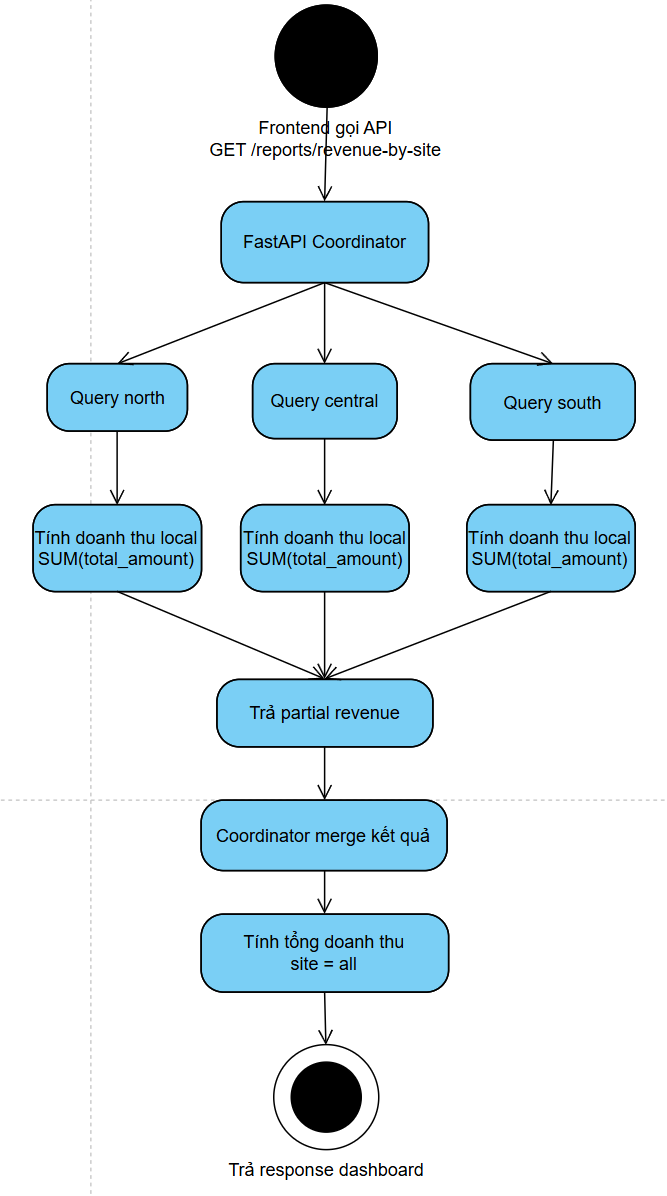 Frontend gọi API
GET /reports/revenue-by-site
FastAPI Coordinator
Query north
Query central
Query south
Tính doanh thu local
SUM(total_amount)
Tính doanh thu local
SUM(total_amount)
Tính doanh thu local
SUM(total_amount)
Trả partial revenue
Coordinator merge kết quả
Tính tổng doanh thu
site = all
Trả response dashboard